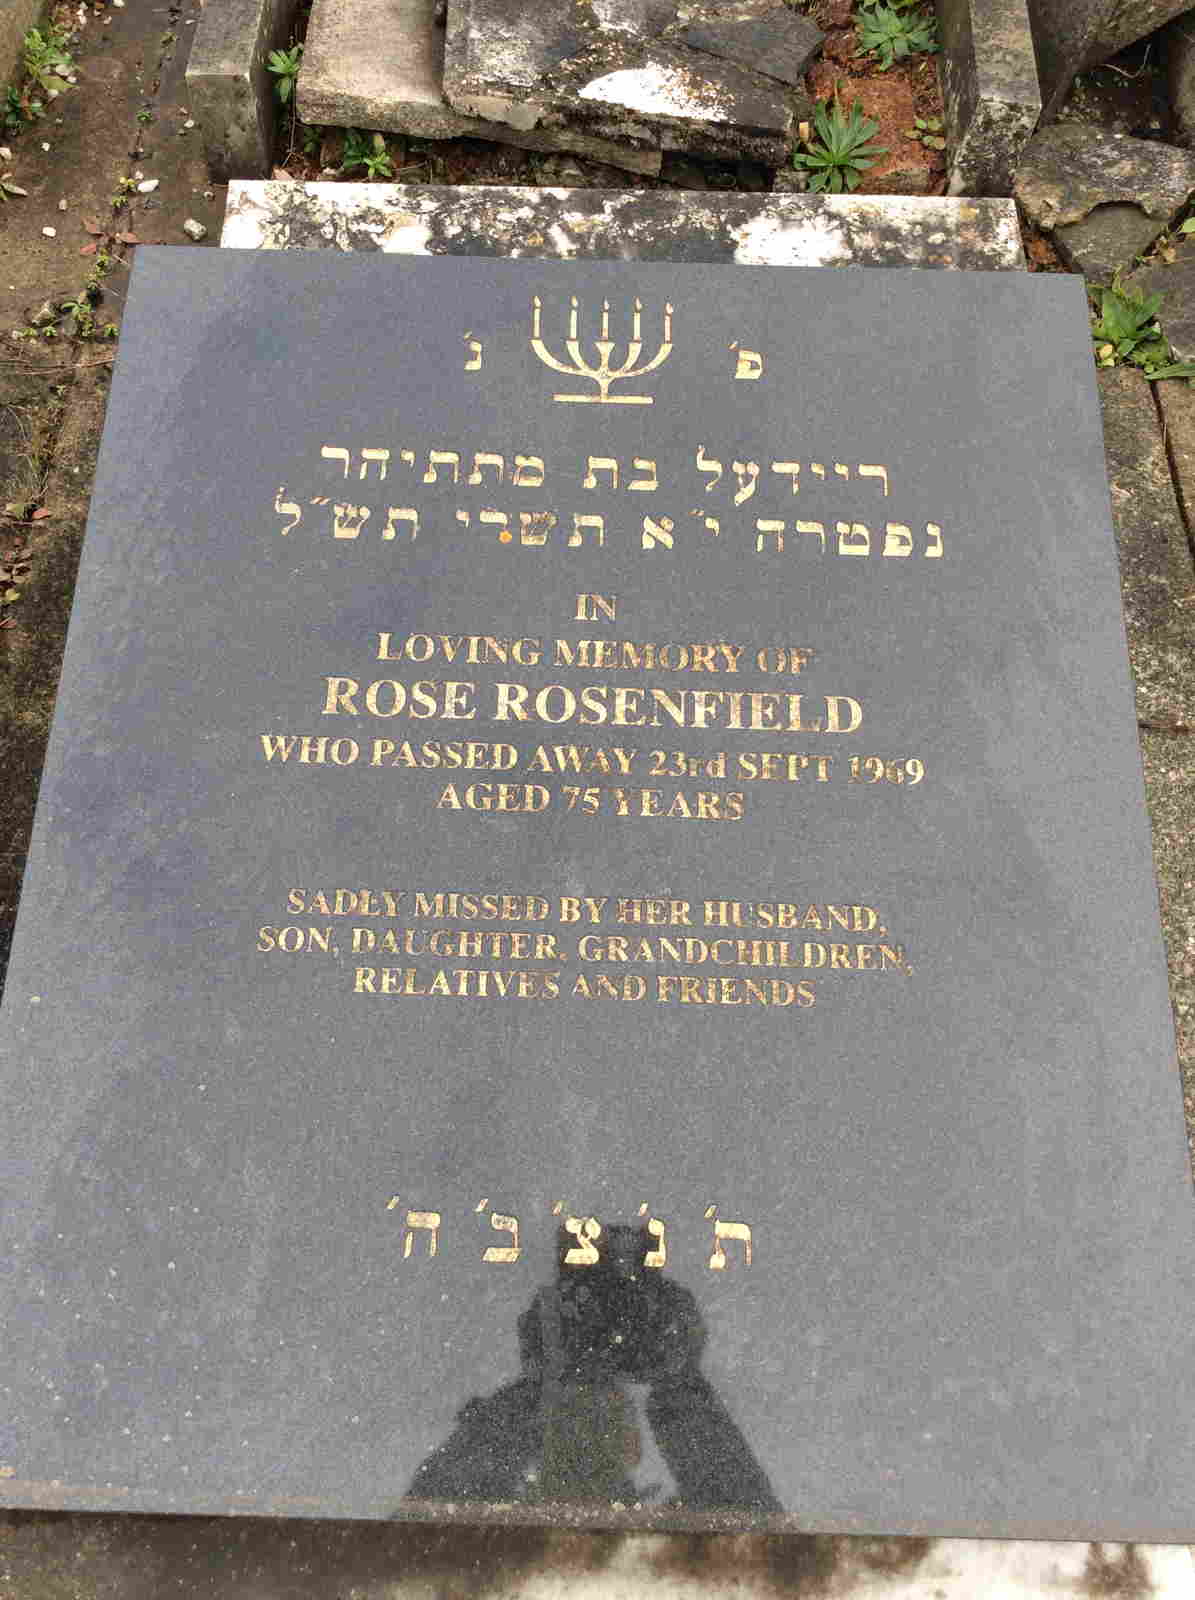 פ' נ'
ריידעל בת מתתיהר
נפטרה י״א תשרי תש״ל
IN
LOVING MEMORY OF
ROSE ROSENFIELD
WHO PASSED AWAY 23rd SEPT 1969
AGED 75 YEARS
SADLY MISSED BY HER HUSBAND,
SON, DAUGHTER, GRANDCHILDREN,
RELATIVES AND FRIENDS
ת' נ' צ' ב' ה'